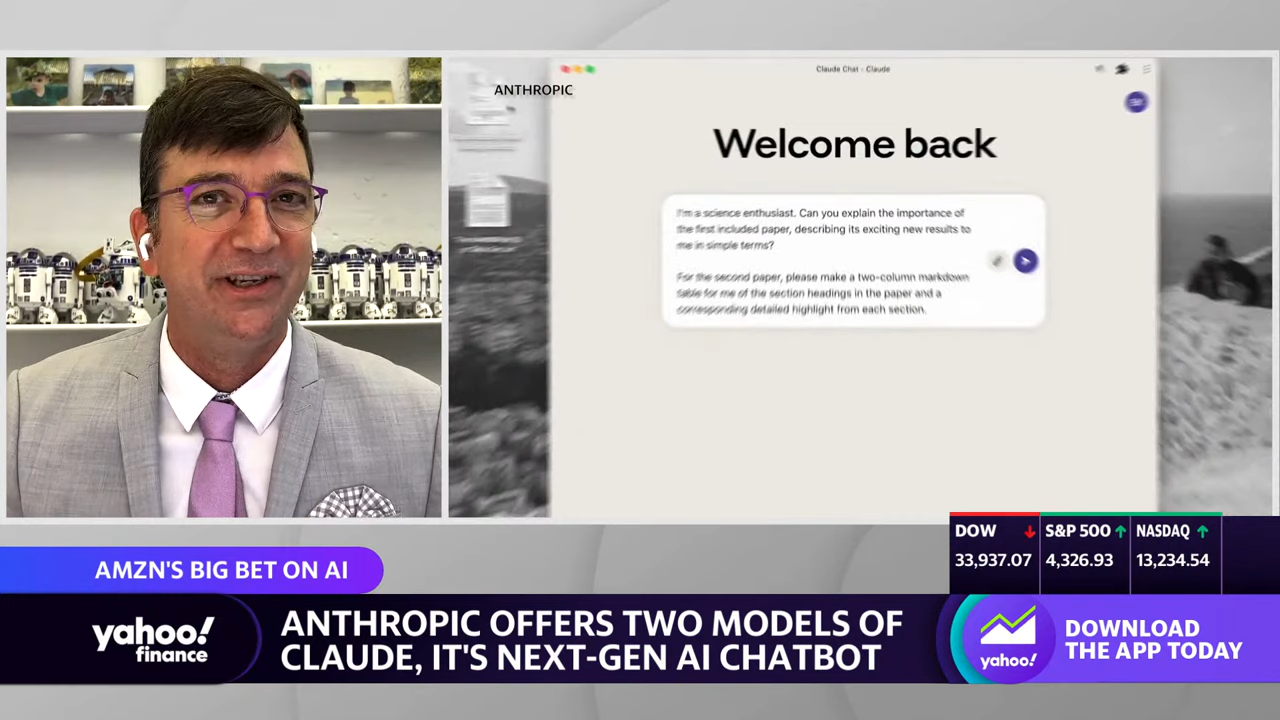 ANTHROPIC
Claude Chat - Claude
Welcome back
I'm a science enthusiast. Can you explain the importance of
the first included paper, describing its exciting new results to
me in simple terms?
For the second paper, please make a two-column markdown
table for me of the section headings in the paper and a
corresponding detailed highlight from each section.
DOW
33,937.07
S&P 500
4,326.93
NASDAQ
13,234.54
AMZN'S BIG BET ON AI
yahoo!
finance
ANTHROPIC OFFERS TWO MODELS OF
CLAUDE, IT'S NEXT-GEN AI CHATBOT
yahoo!
DOWNLOAD
THE APP TODAY